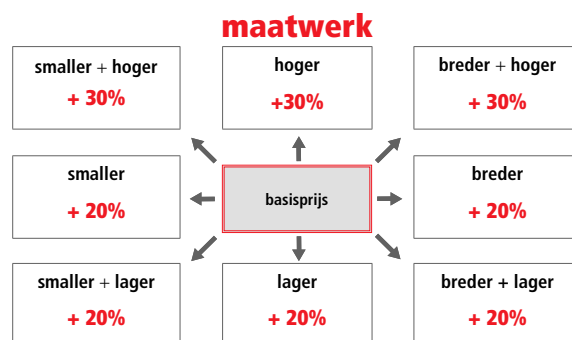 maatwerk
smaller + hoger
+ 30%
hoger
+30%
breder + hoger
+ 30%
smaller
+ 20%
basisprijs
breder
+ 20%
smaller + lager
+ 20%
lager
+ 20%
breder + lager
+ 20%